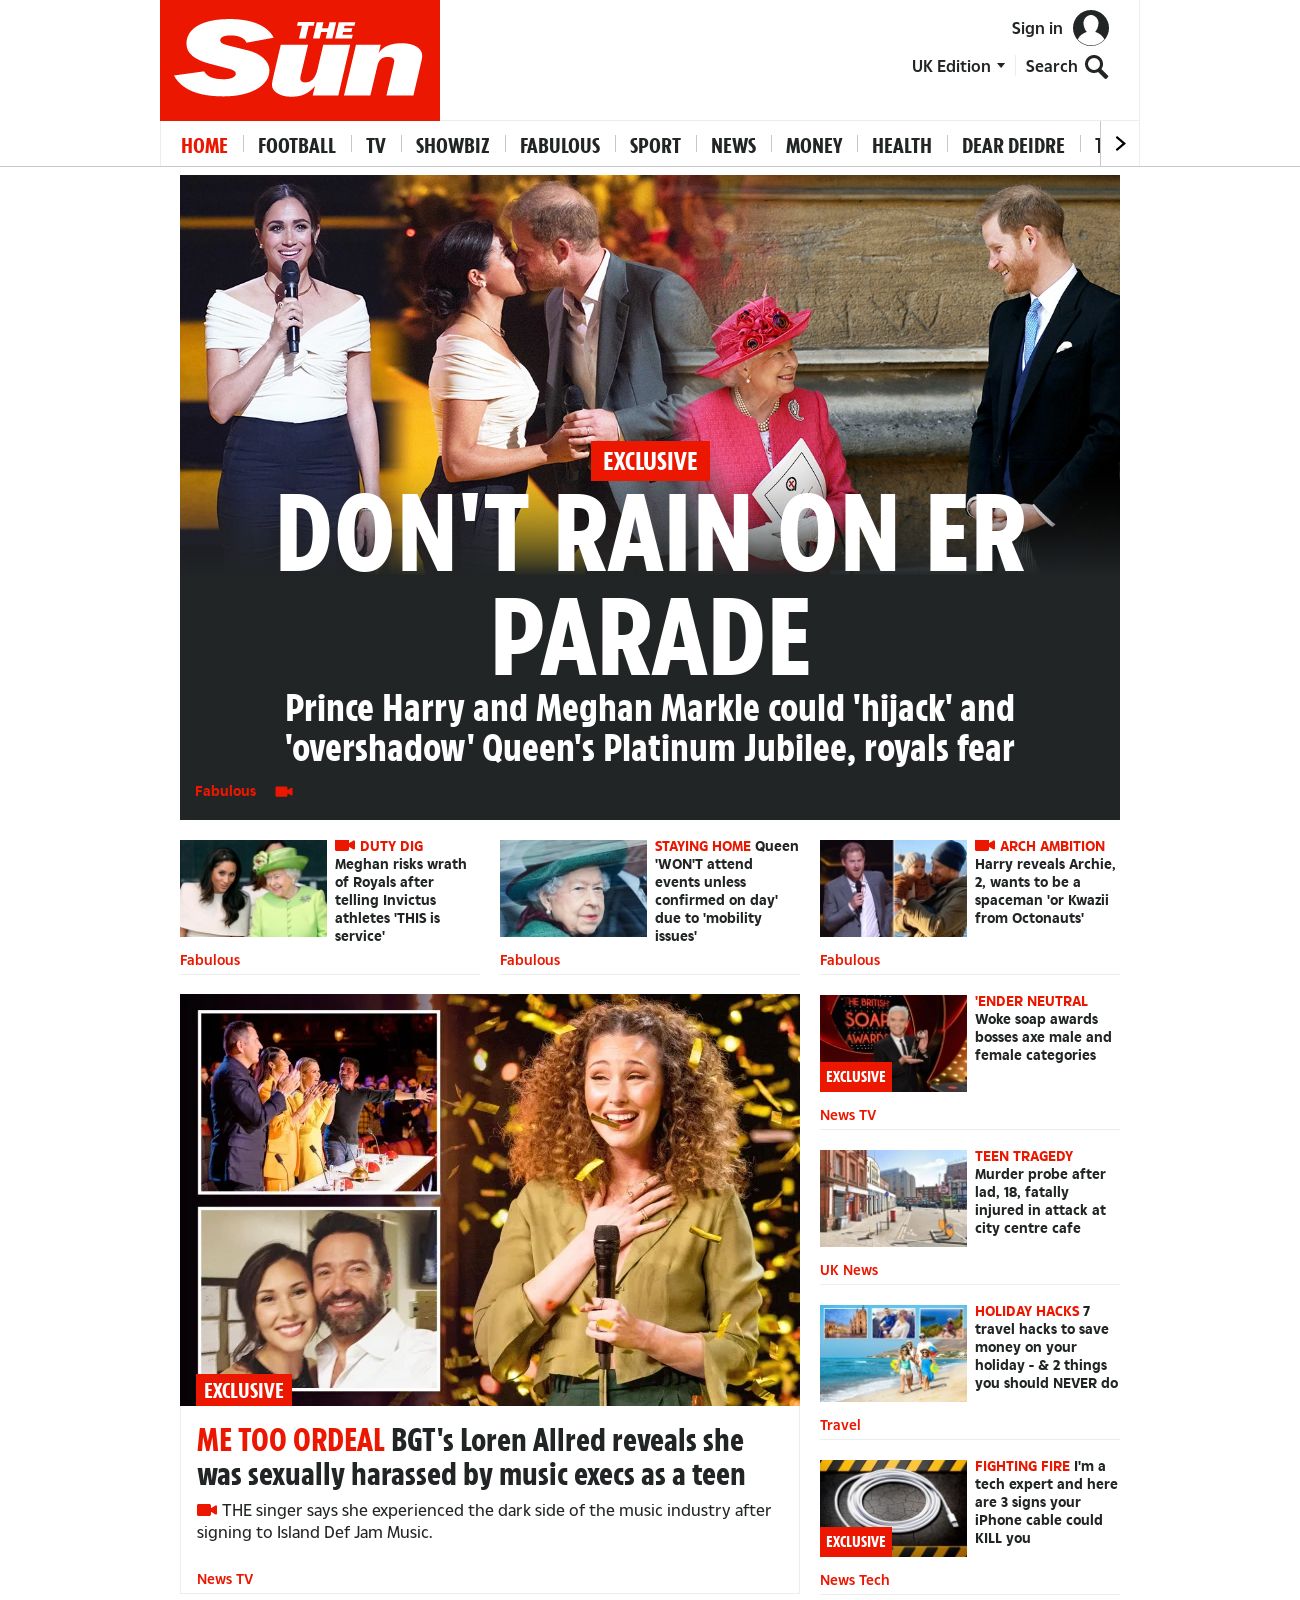 THE
Sun
Sign in
UK Edition
Search
HOME
FOOTBALL
TV
SHOWBIZ
FABULOUS
SPORT
NEWS
MONEY
HEALTH
DEAR DEIDRE
EXCLUSIVE
DON'T RAIN ON ER
PARADE
Prince Harry and Meghan Markle could 'hijack' and
'overshadow' Queen's Platinum Jubilee, royals fear
Fabulous
DUTY DIG
Meghan risks wrath
of Royals after
telling Invictus
athletes 'THIS is
service'
Fabulous
STAYING HOME Queen
'WON'T attend
events unless
confirmed on day'
due to 'mobility
issues'
Fabulous
ARCH AMBITION
Harry reveals Archie,
2, wants to be a
spaceman 'or Kwazii
from Octonauts'
Fabulous
EXCLUSIVE
ME TOO ORDEAL BGT's Loren Allred reveals she
was sexually harassed by music execs as a teen
THE singer says she experienced the dark side of the music industry after
signing to Island Def Jam Music.
News TV
THE BRITISH
SOAP
AWARDS
EXCLUSIVE
'ENDER NEUTRAL
Woke soap awards
bosses axe male and
female categories
News TV
TEEN TRAGEDY
Murder probe after
lad, 18, fatally
injured in attack at
city centre cafe
UK News
HOLIDAY HACKS 7
travel hacks to save
money on your
holiday - & 2 things
you should NEVER do
Travel
EXCLUSIVE
FIGHTING FIRE I'm a
tech expert and here
are 3 signs your
iPhone cable could
KILL you
News Tech